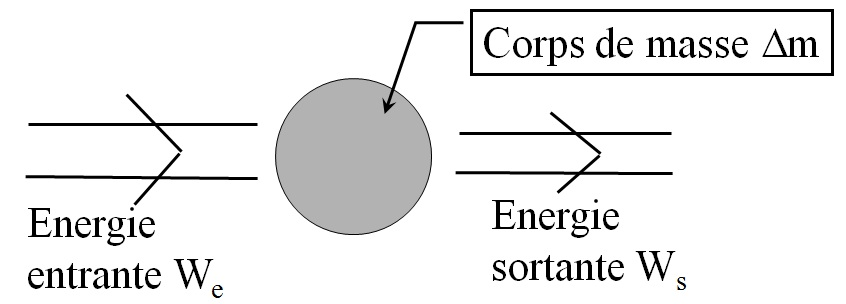 Corps de masse Δm
Energie
entrante We
Energie
sortante Ws